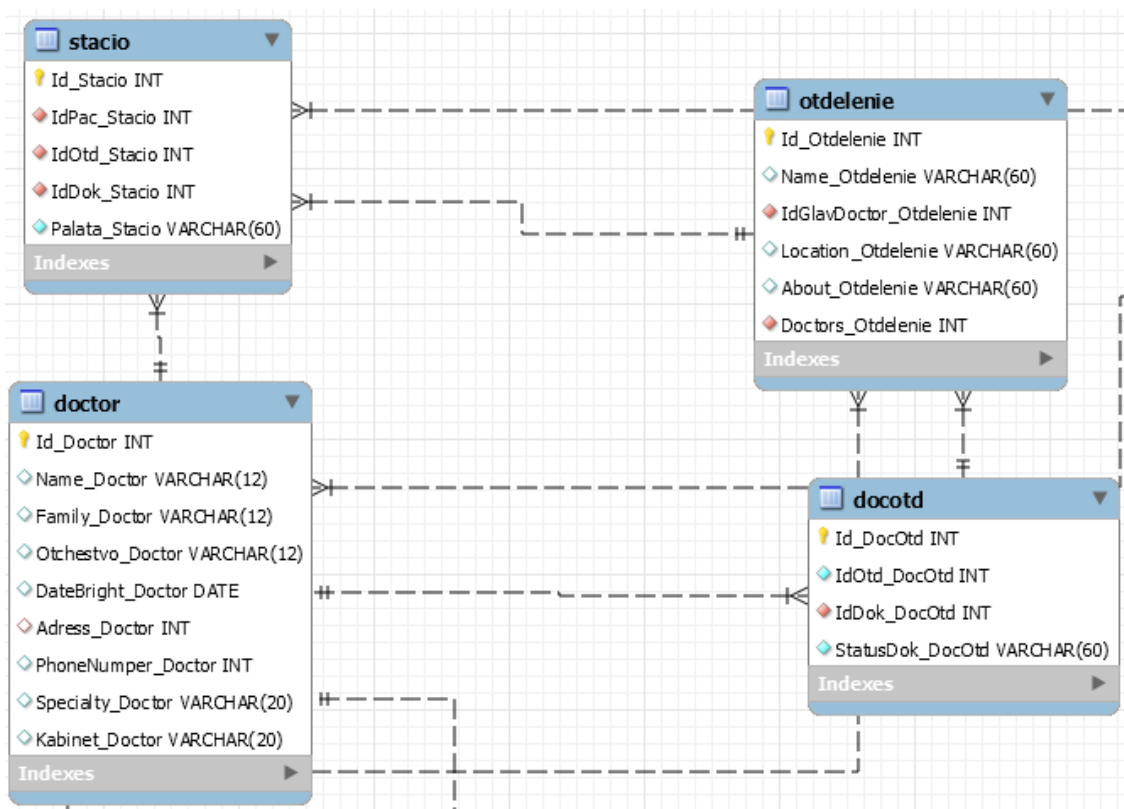 stacio
Id_Stacio INT
IdPac_Stacio INT
IdOtd_Stacio INT
IdDok_Stacio INT
Palata_Stacio VARCHAR(60)
Indexes
otdelenie
Id_Otdelenie INT
Name_Otdelenie VARCHAR(60)
IdGlavDoctor_Otdelenie INT
Location_Otdelenie VARCHAR(60)
About_Otdelenie VARCHAR(60)
Doctors_Otdelenie INT
Indexes
doctor
Id_Doctor INT
Name_Doctor VARCHAR(12)
Family_Doctor VARCHAR(12)
Otchestvo_Doctor VARCHAR(12)
DateBright_Doctor DATE
Adress_Doctor INT
PhoneNumper_Doctor INT
Specialty_Doctor VARCHAR(20)
Kabinet_Doctor VARCHAR(20)
Indexes
docotd
Id_DocOtd INT
IdOtd_DocOtd INT
IdDok_DocOtd INT
StatusDok_DocOtd VARCHAR(60)
Indexes